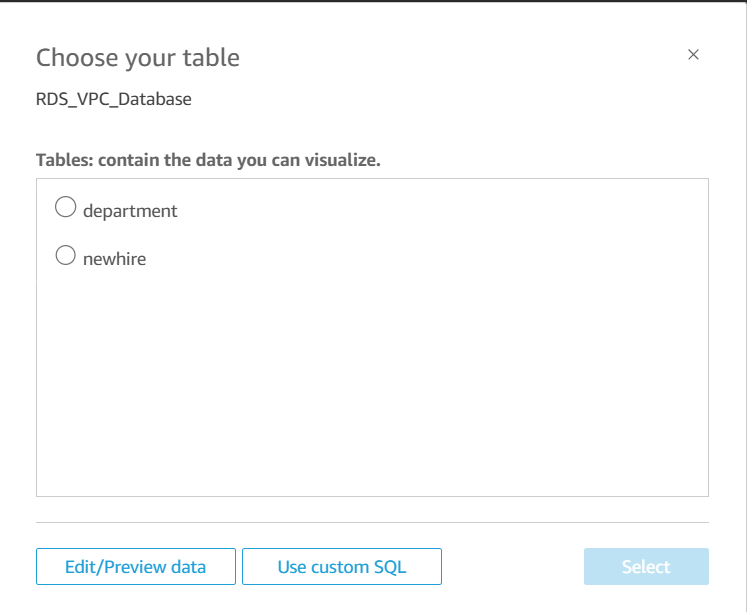 Choose your table
RDS_VPC_Database
Tables: contain the data you can visualize.
department
newhire
Edit/Preview data
Use custom SQL
Select